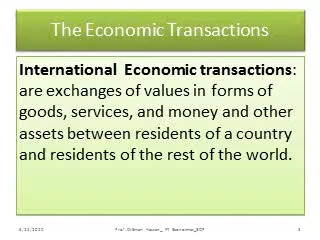 The Economic Transactions
International Economic transactions:
are exchanges of values in forms of
goods, services, and money and other
assets between residents of a country
and residents of the rest of the world.